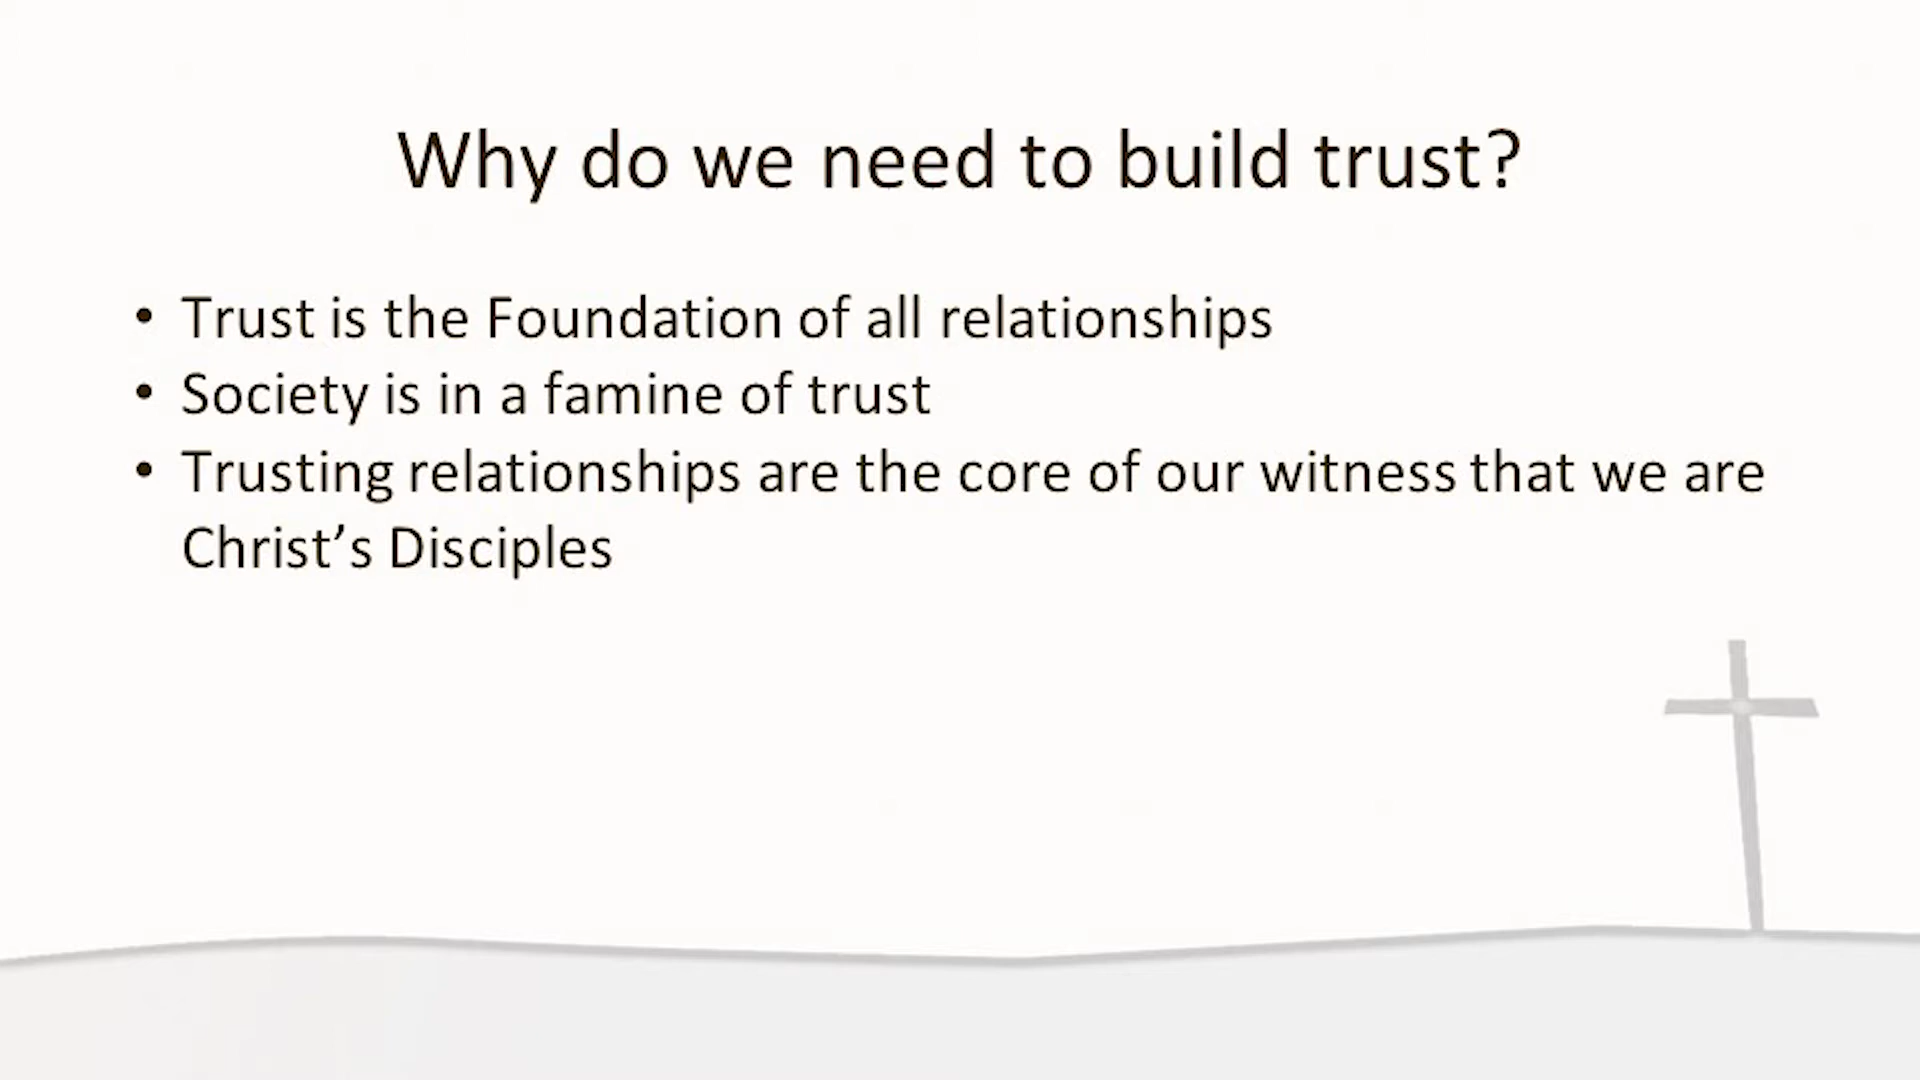 Why do we need to build trust?
• Trust is the Foundation of all relationships
• Society is in a famine of trust
• Trusting relationships are the core of our witness that we are
Christ’s Disciples